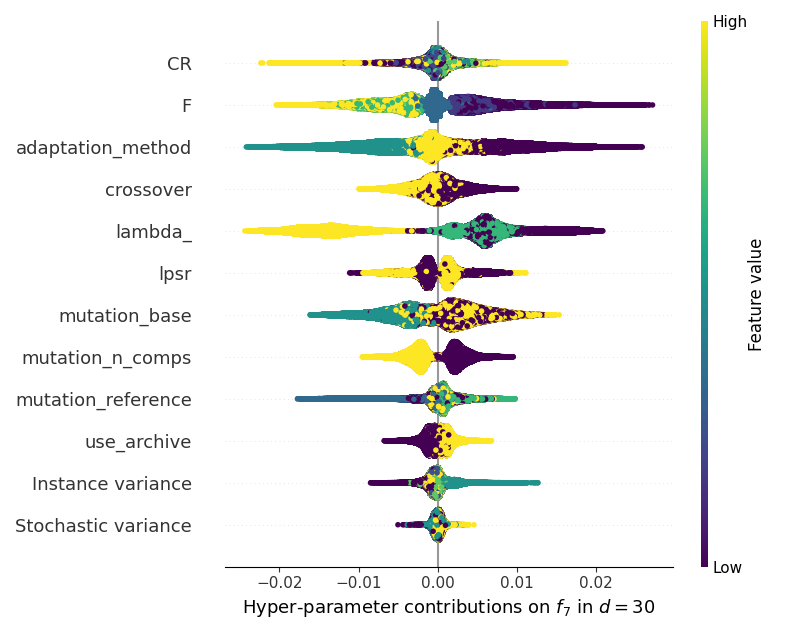 High
CR
F
adaptation_method
crossover
lambda_
lpsr
mutation_base
mutation_n_comps
mutation_reference
use_archive
Instance variance
Stochastic variance
Feature value
Low
−0.02 −0.01 0.00 0.01 0.02
Hyper-parameter contributions on f₇ in d = 30